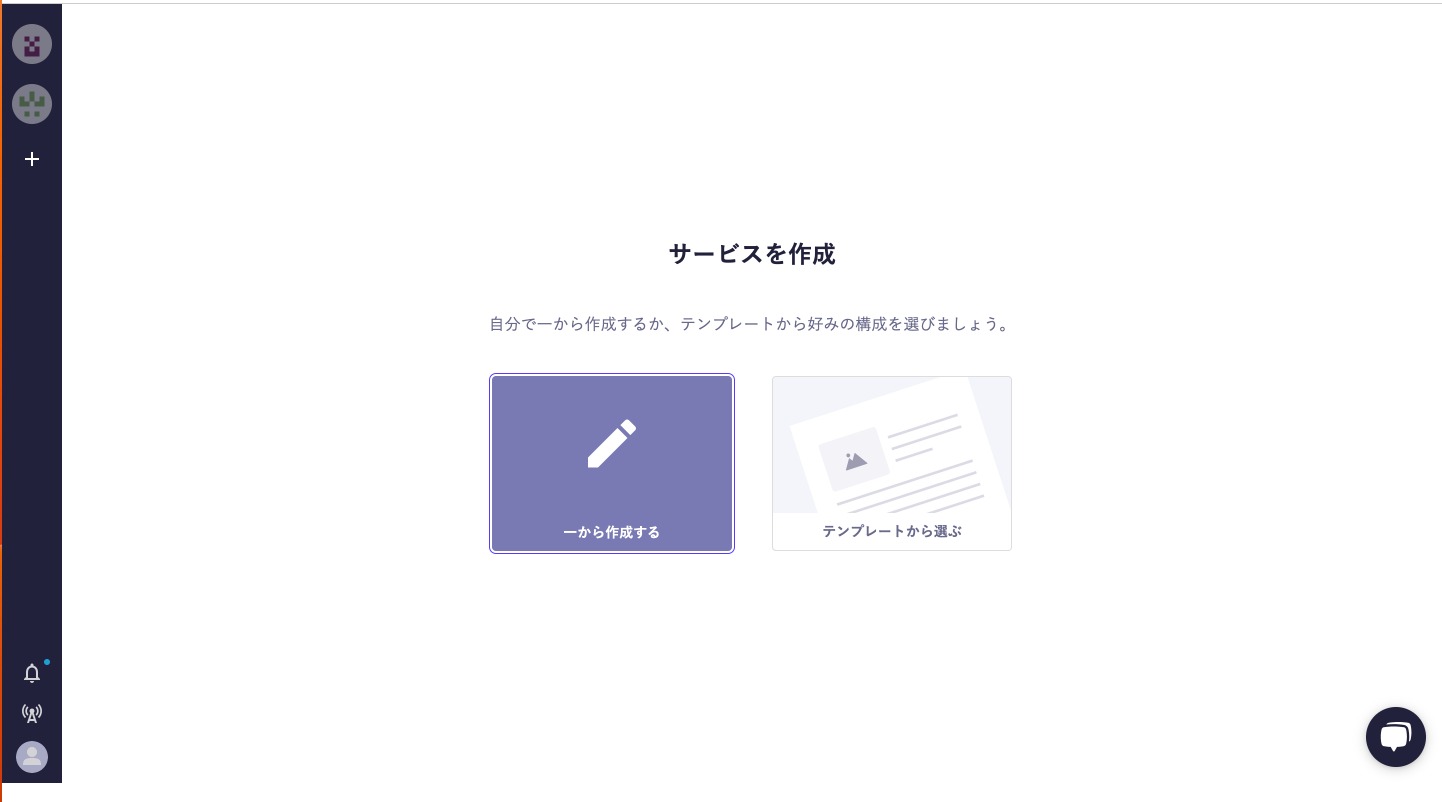 サービスを作成
自分で一から作成するか、テンプレートから好みの構成を選びましょう。
一から作成する
テンプレートから選ぶ